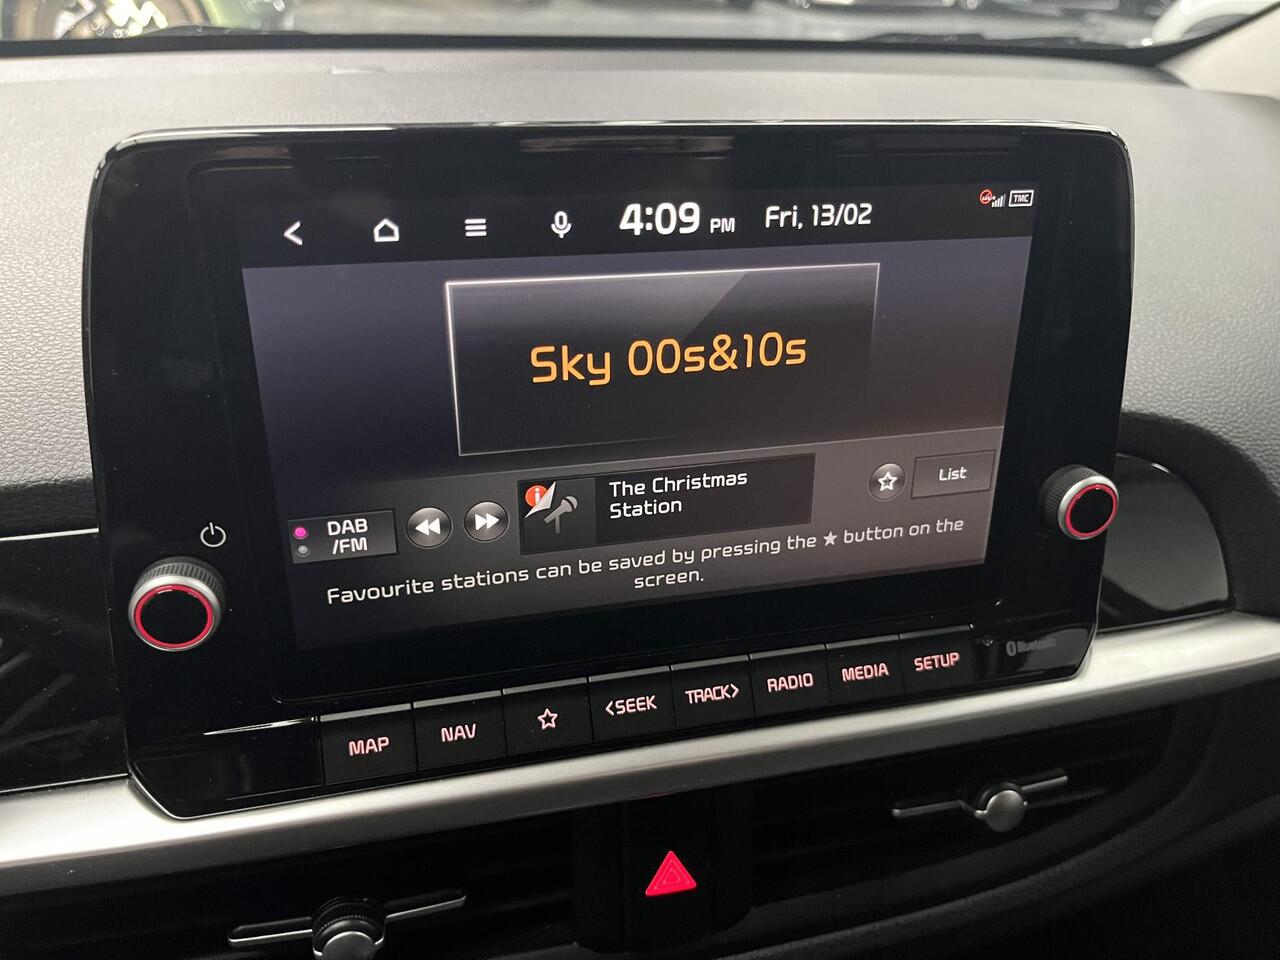 4:09 PM Fri, 13/02
TMC
Sky 00s&10s
DAB
/FM
The Christmas
Station
List
Favourite stations can be saved by pressing the ★ button on the
screen.
MAP
NAV
<SEEK
TRACK>
RADIO
MEDIA
SETUP
Bluetooth